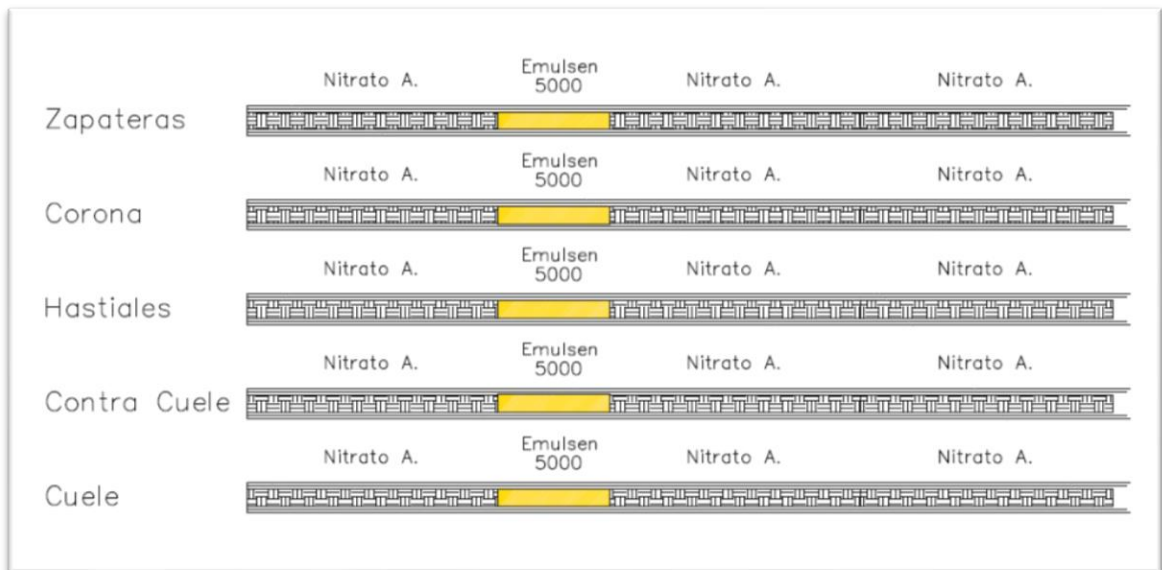 Nitrato A. Emulsen 5000 Nitrato A. Nitrato A.
Zapateras
Nitrato A. Emulsen 5000 Nitrato A. Nitrato A.
Corona
Nitrato A. Emulsen 5000 Nitrato A. Nitrato A.
Hastiales
Nitrato A. Emulsen 5000 Nitrato A. Nitrato A.
Contra Cuele
Nitrato A. Emulsen 5000 Nitrato A. Nitrato A.
Cuele